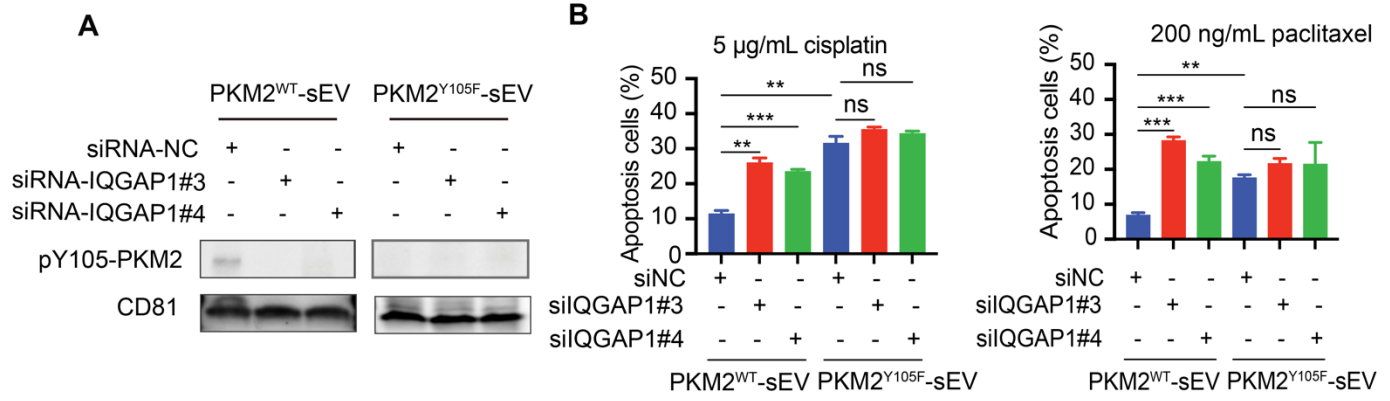 A
PKM2WT-sEV PKM2Y105F-sEV
siRNA-NC + - - + - -
siRNA-IQGAP1#3 - + - - + -
siRNA-IQGAP1#4 - - + - - +
pY105-PKM2
CD81
B
5 µg/mL cisplatin
Apoptosis cells (%)
50
40
30
20
10
0
**
***
**
ns
ns
siNC + - - + - -
siIQGAP1#3 - + - - + -
siIQGAP1#4 - - + - - +
PKM2WT-sEV PKM2Y105F-sEV
200 ng/mL paclitaxel
Apoptosis cells (%)
50
40
30
20
10
0
**
***
***
ns
ns
siNC + - - + - -
siIQGAP1#3 - + - - + -
siIQGAP1#4 - - + - - +
PKM2WT-sEV PKM2Y105F-sEV